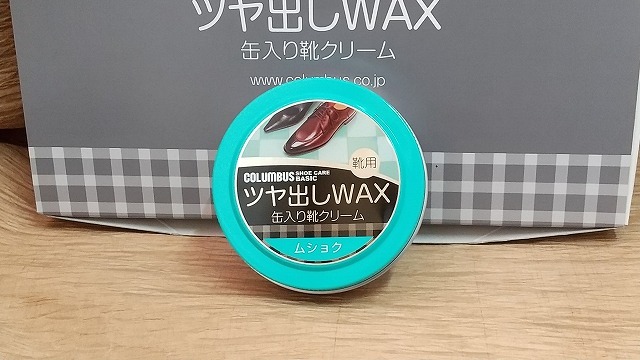 ツヤ出しWAX
缶入り靴クリーム
www.columbus.co.jp
靴用
COLUMBUS SHOE CARE BASIC
ツヤ出しWAX
缶入り靴クリーム
ムショク